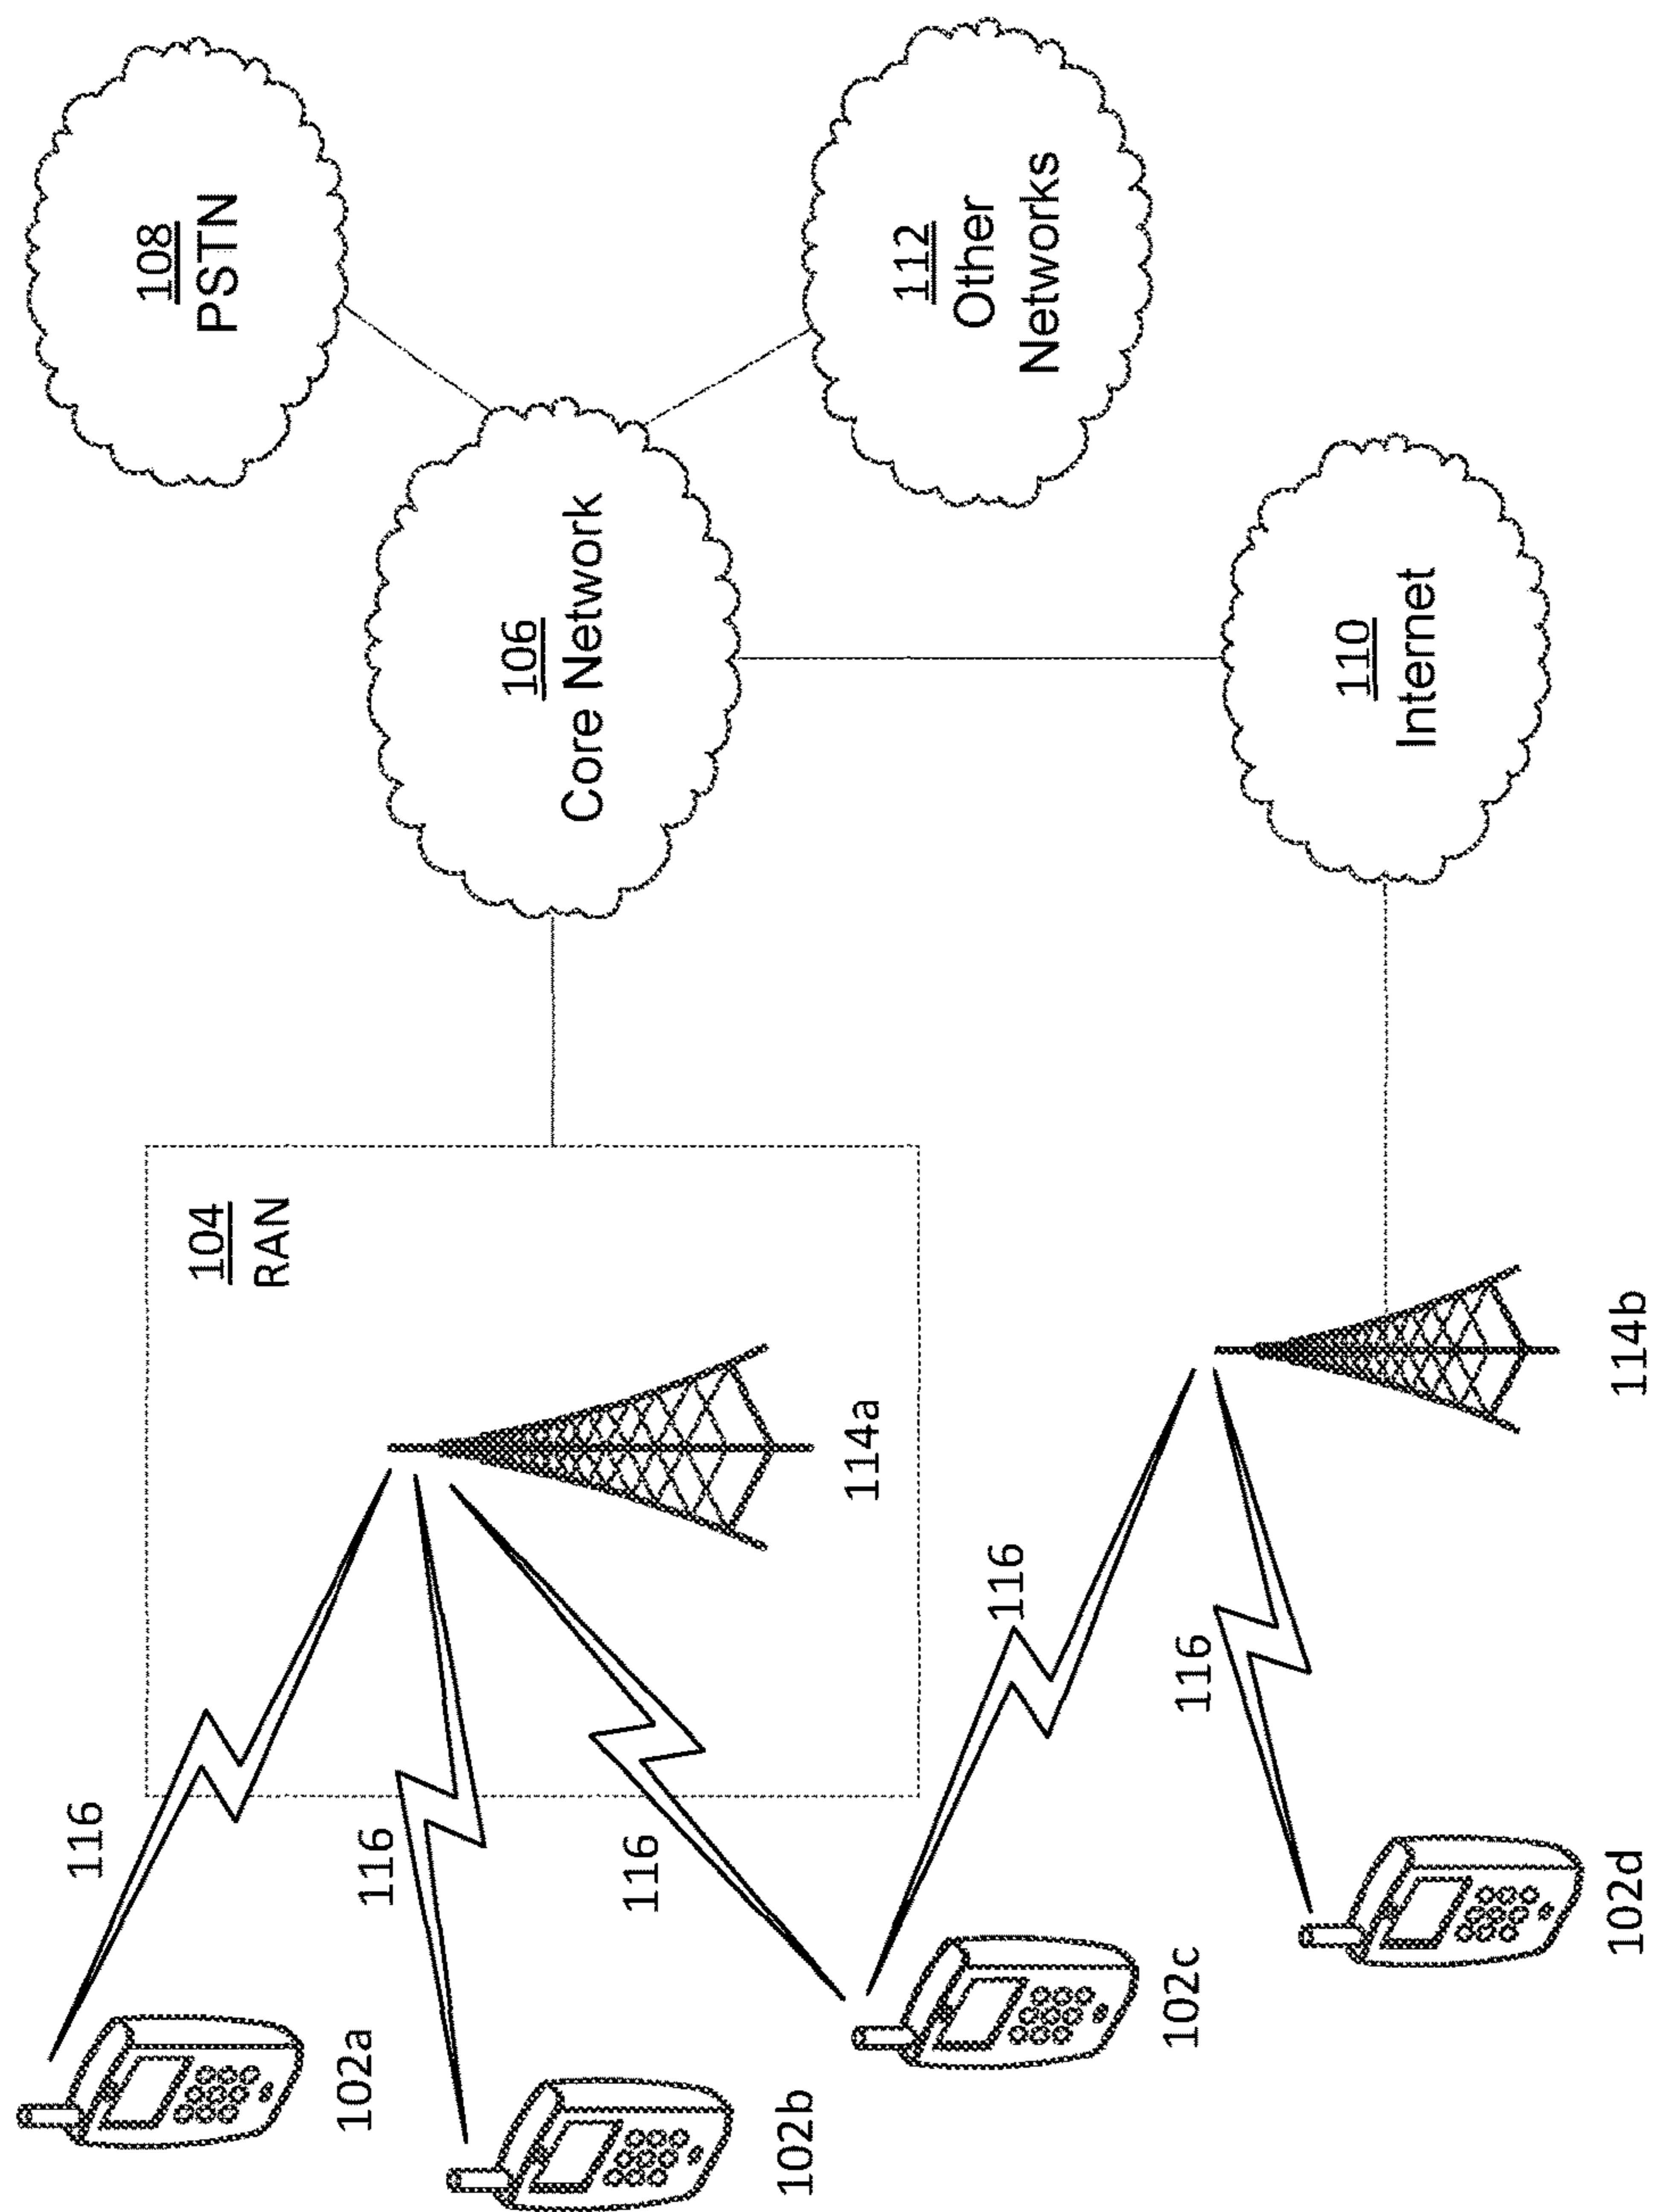 108
PSTN
106
Core Network
112
Other
Networks
104
RAN
110
Internet
116
116
116
116
116
114a
114b
102a
102b
102c
102d